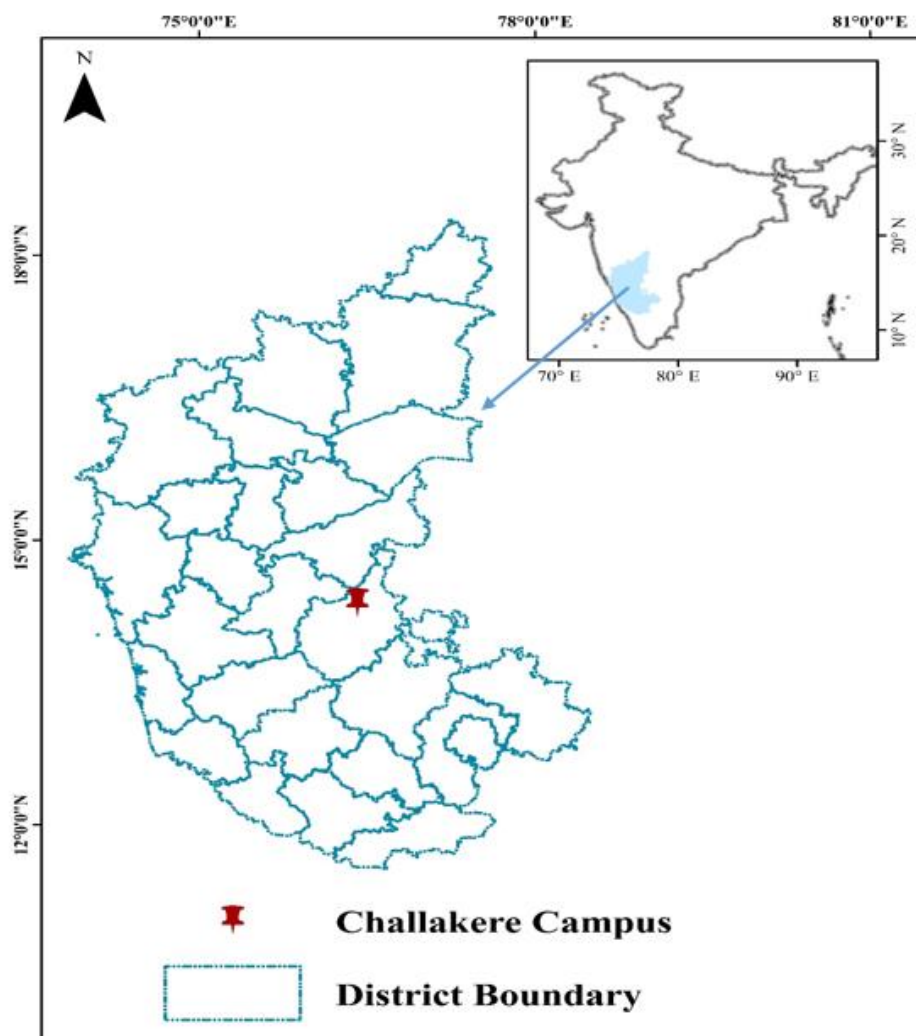 75°0'0"E 78°0'0"E 81°0'0"E
N
30° N
20° N
10° N
70° E 80° E 90° E
18°0'0"N
15°0'0"N
12°0'0"N
Challakere Campus
District Boundary